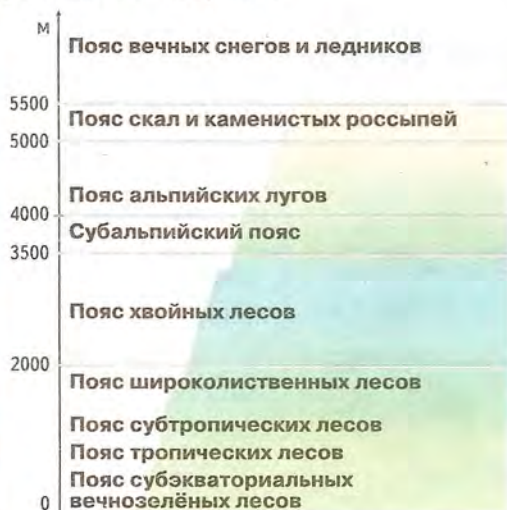 м
Пояс вечных снегов и ледников
5500
Пояс скал и каменистых россыпей
5000
Пояс альпийских лугов
4000
Субальпийский пояс
3500
Пояс хвойных лесов
2000
Пояс широколиственных лесов
Пояс субтропических лесов
Пояс тропических лесов
Пояс субэкваториальных
0 вечнозелёных лесов